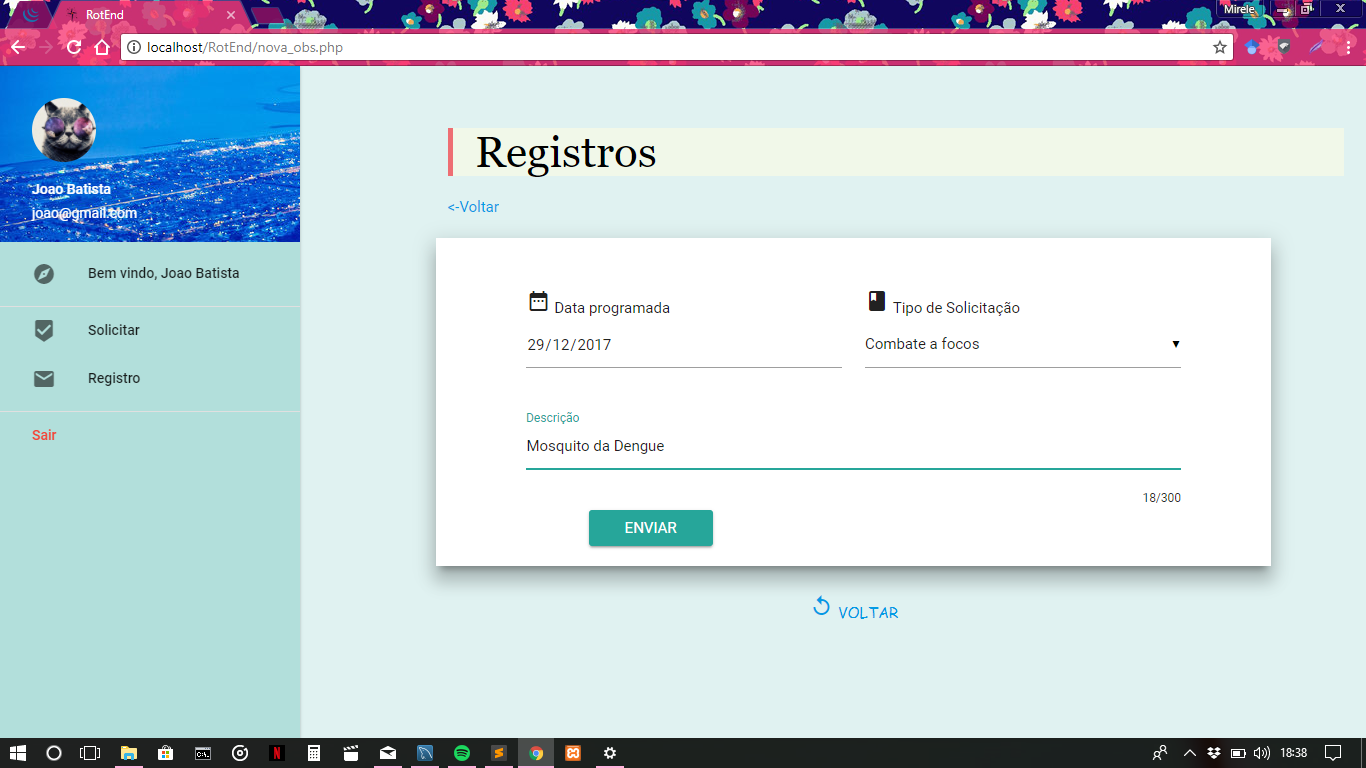 RotEnd
Mirele
localhost/RotEnd/nova_obs.php
Joao Batista
joao@gmail.com
Bem vindo, Joao Batista
Solicitar
Registro
Sair
Registros
<-Voltar
Data programada
Tipo de Solicitação
29/12/2017
Combate a focos
Descrição
Mosquito da Dengue
18/300
ENVIAR
VOLTAR
18:38